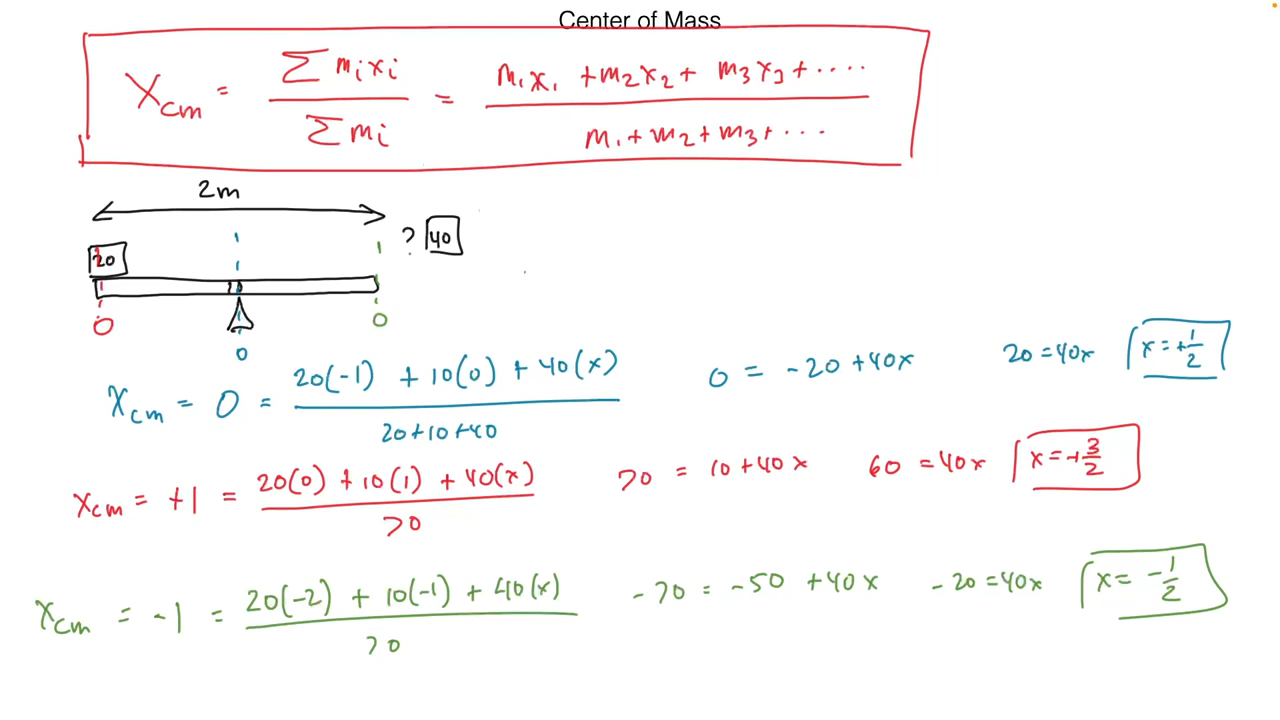 Center of Mass
Xcm = Σ mixi / Σ mi = m1x1 + m2x2 + m3x3 + .... / m1 + m2 + m3 + ...
2m
? 40
20
10
0 0 0
Xcm = 0 = 20(-1) + 10(0) + 40(x) / 20+10+40 0 = -20 + 40x 20 = 40x x = +1/2
xcm = +1 = 20(0) + 10(1) + 40(x) / 70 70 = 10 + 40x 60 = 40x x = +3/2
xcm = -1 = 20(-2) + 10(-1) + 40(x) / 70 -70 = -50 + 40x -20 = 40x x = -1/2